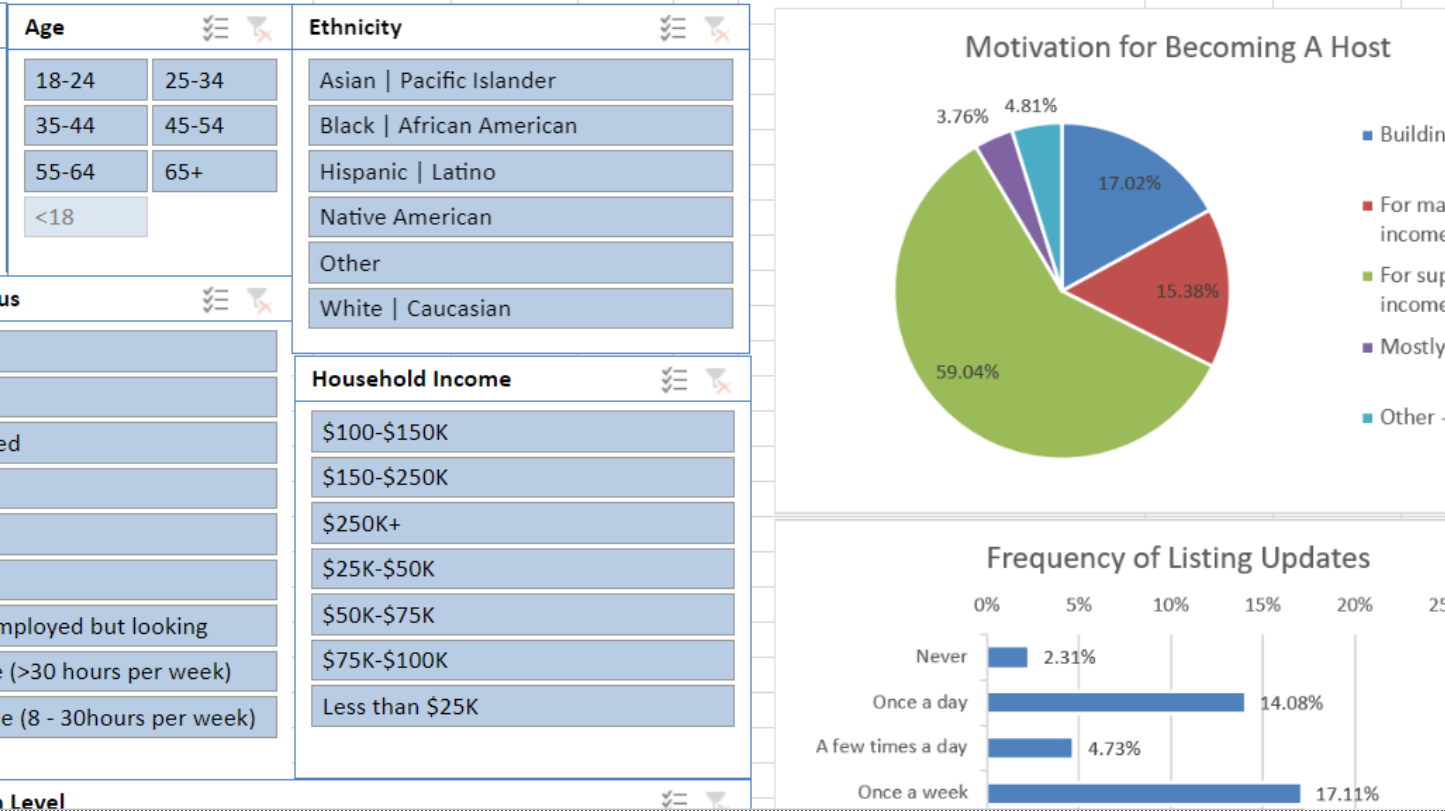 Age
18-24
25-34
35-44
45-54
55-64
65+
<18
us
ed
mployed but looking
e (>30 hours per week)
e (8 - 30hours per week)
Ethnicity
Asian | Pacific Islander
Black | African American
Hispanic | Latino
Native American
Other
White | Caucasian
Household Income
$100-$150K
$150-$250K
$250K+
$25K-$50K
$50K-$75K
$75K-$100K
Less than $25K
Level
Motivation for Becoming A Host
3.76%
4.81%
17.02%
15.38%
59.04%
Buildin
For ma
income
For sup
income
Mostly
Other -
Frequency of Listing Updates
0% 5% 10% 15% 20% 25
Never 2.31%
Once a day 14.08%
A few times a day 4.73%
Once a week 17.11%